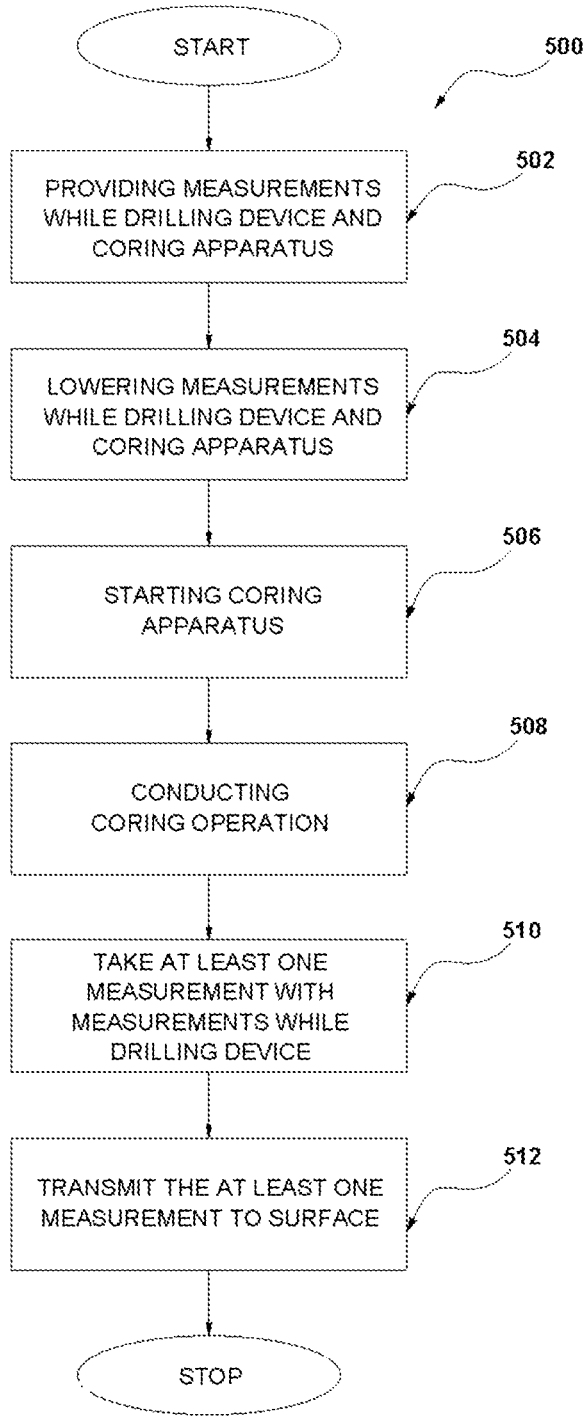 START
500
502
PROVIDING MEASUREMENTS
WHILE DRILLING DEVICE AND
CORING APPARATUS
504
LOWERING MEASUREMENTS
WHILE DRILLING DEVICE AND
CORING APPARATUS
506
STARTING CORING
APPARATUS
508
CONDUCTING
CORING OPERATION
510
TAKE AT LEAST ONE
MEASUREMENT WITH
MEASUREMENTS WHILE
DRILLING DEVICE
512
TRANSMIT THE AT LEAST ONE
MEASUREMENT TO SURFACE
STOP